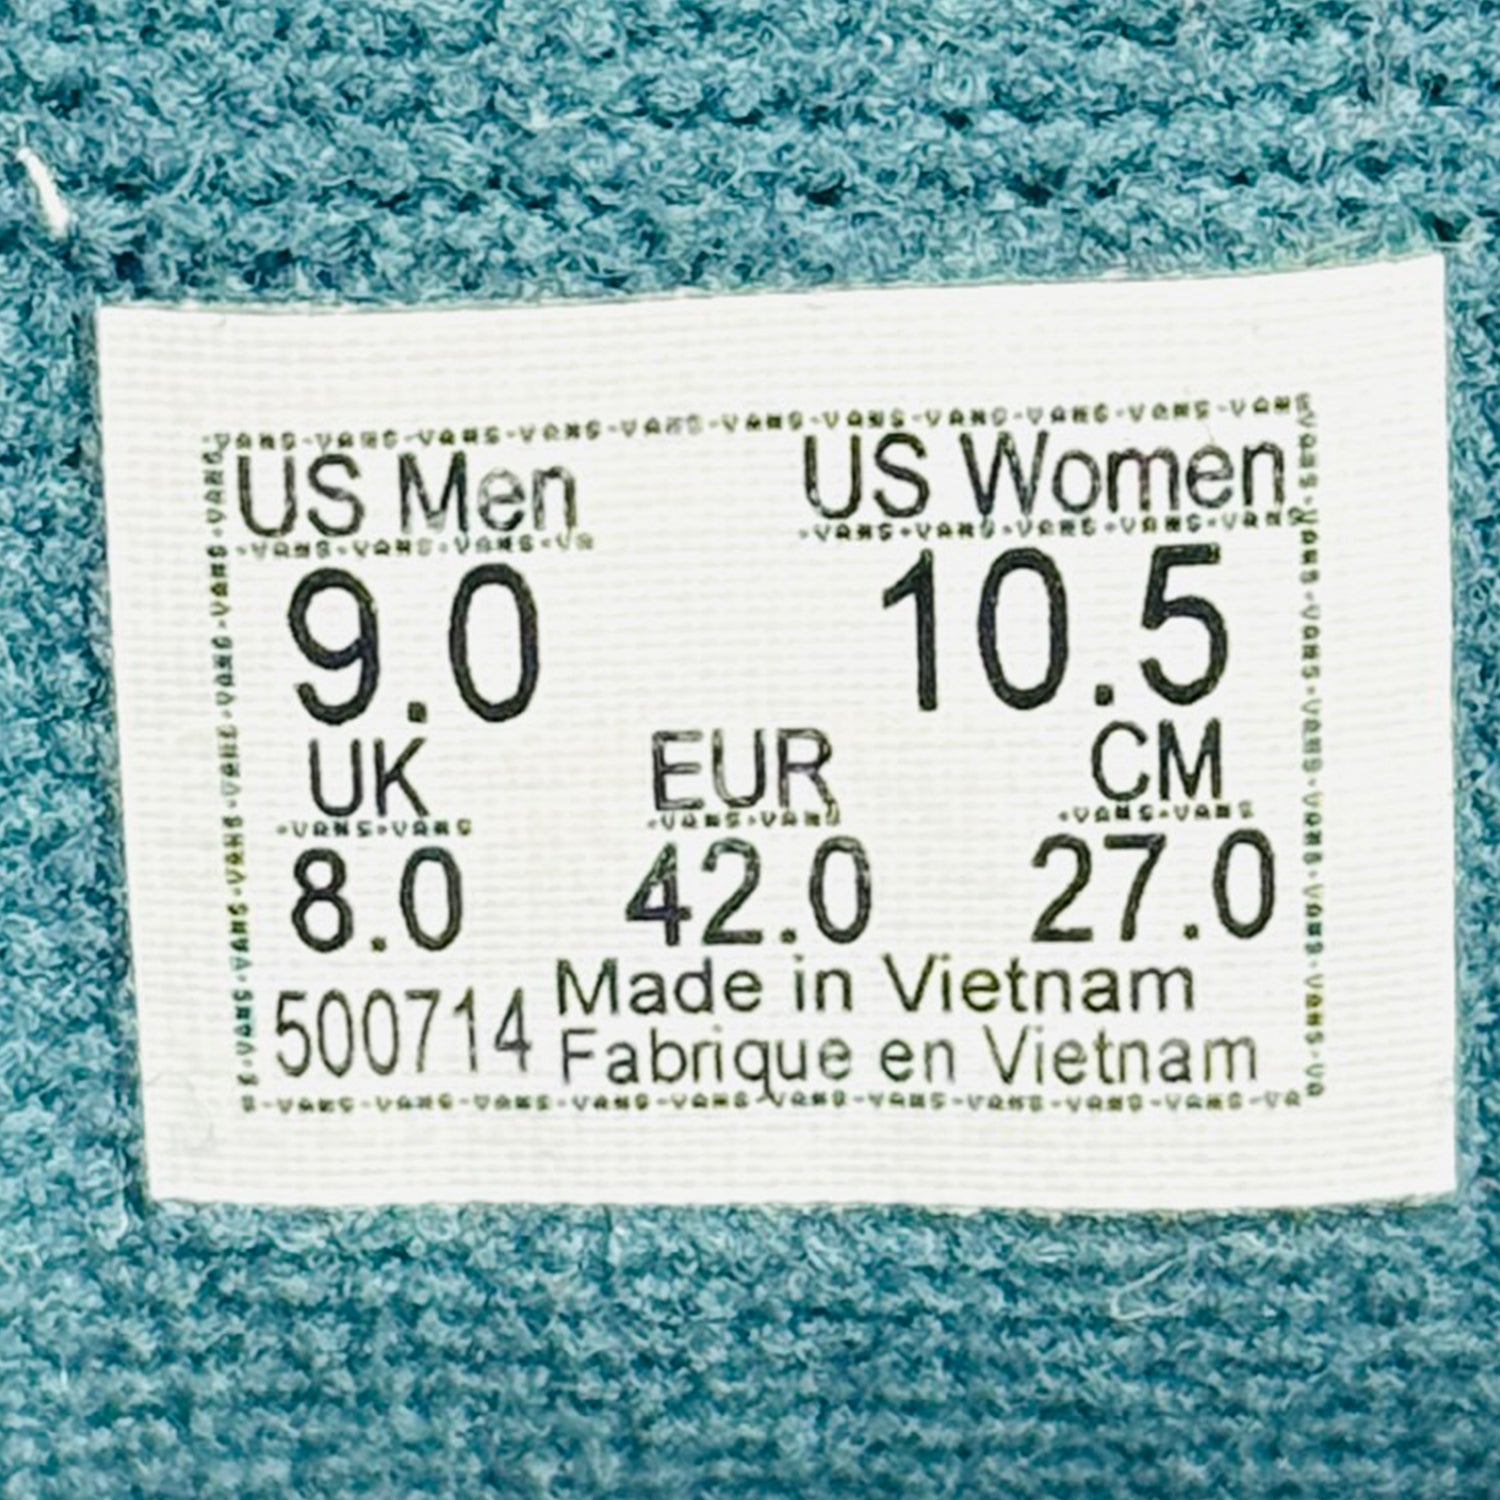 US Men US Women
9.0 10.5
UK EUR CM
8.0 42.0 27.0
500714 Made in Vietnam
Fabrique en Vietnam